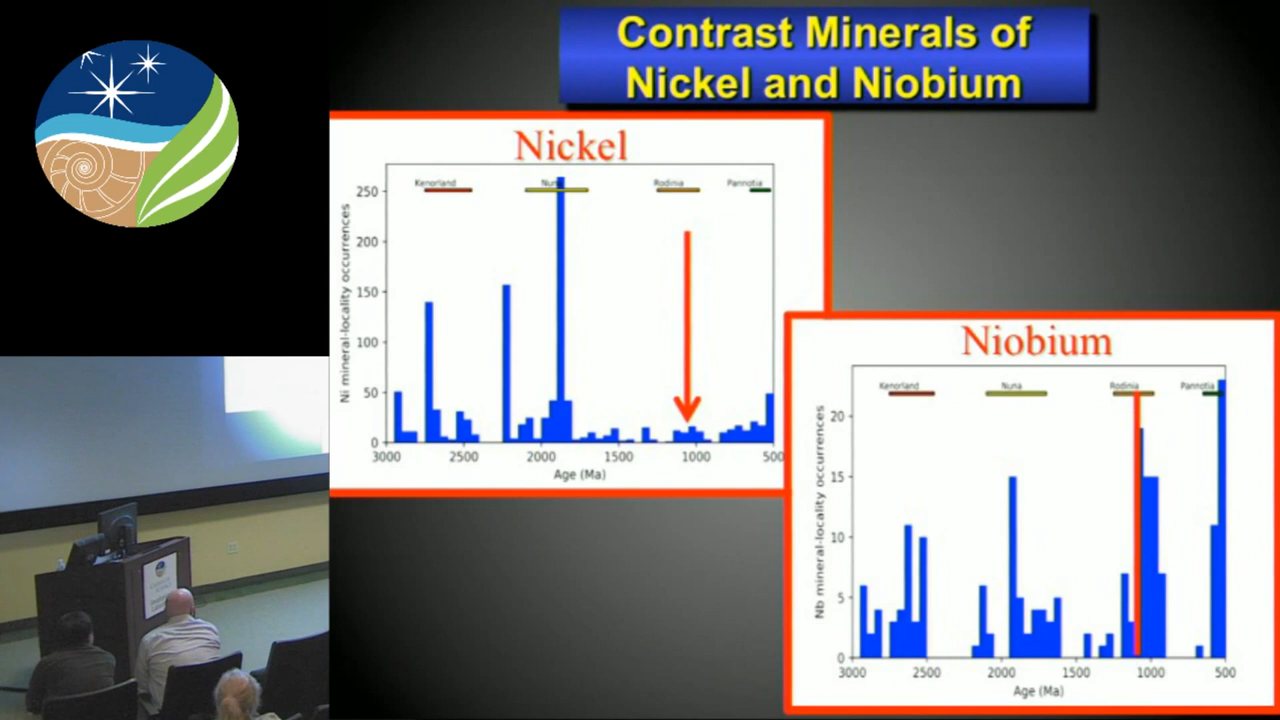 Contrast Minerals of
Nickel and Niobium
Nickel
Kenorland Nuna Rodinia Pannotia
Ni mineral-locality occurrences
250
200
150
100
50
0
3000 2500 2000 1500 1000 500
Age (Ma)
Niobium
Kenorland Nuna Rodinia Pannotia
Nb mineral-locality occurrences
20
15
10
5
0
3000 2500 2000 1500 1000 500
Age (Ma)